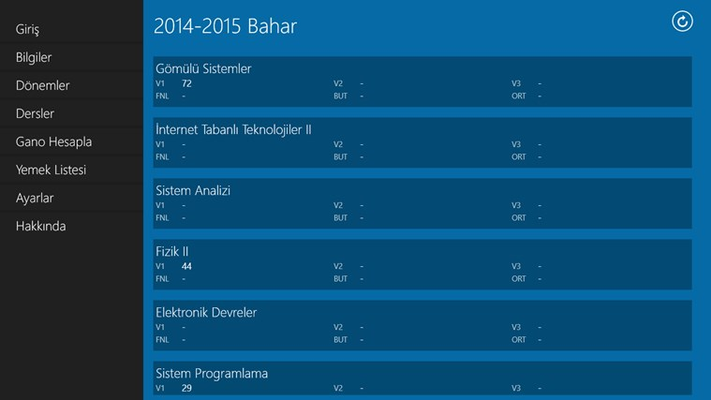 Giriş
Bilgiler
Dönemler
Dersler
Gano Hesapla
Yemek Listesi
Ayarlar
Hakkında
2014-2015 Bahar
Gömülü Sistemler
V1 72 V2 - V3 -
FNL - BUT - ORT -
İnternet Tabanlı Teknolojiler II
V1 - V2 - V3 -
FNL - BUT - ORT -
Sistem Analizi
V1 - V2 - V3 -
FNL - BUT - ORT -
Fizik II
V1 44 V2 - V3 -
FNL - BUT - ORT -
Elektronik Devreler
V1 - V2 - V3 -
FNL - BUT - ORT -
Sistem Programlama
V1 29 V2 - V3 -